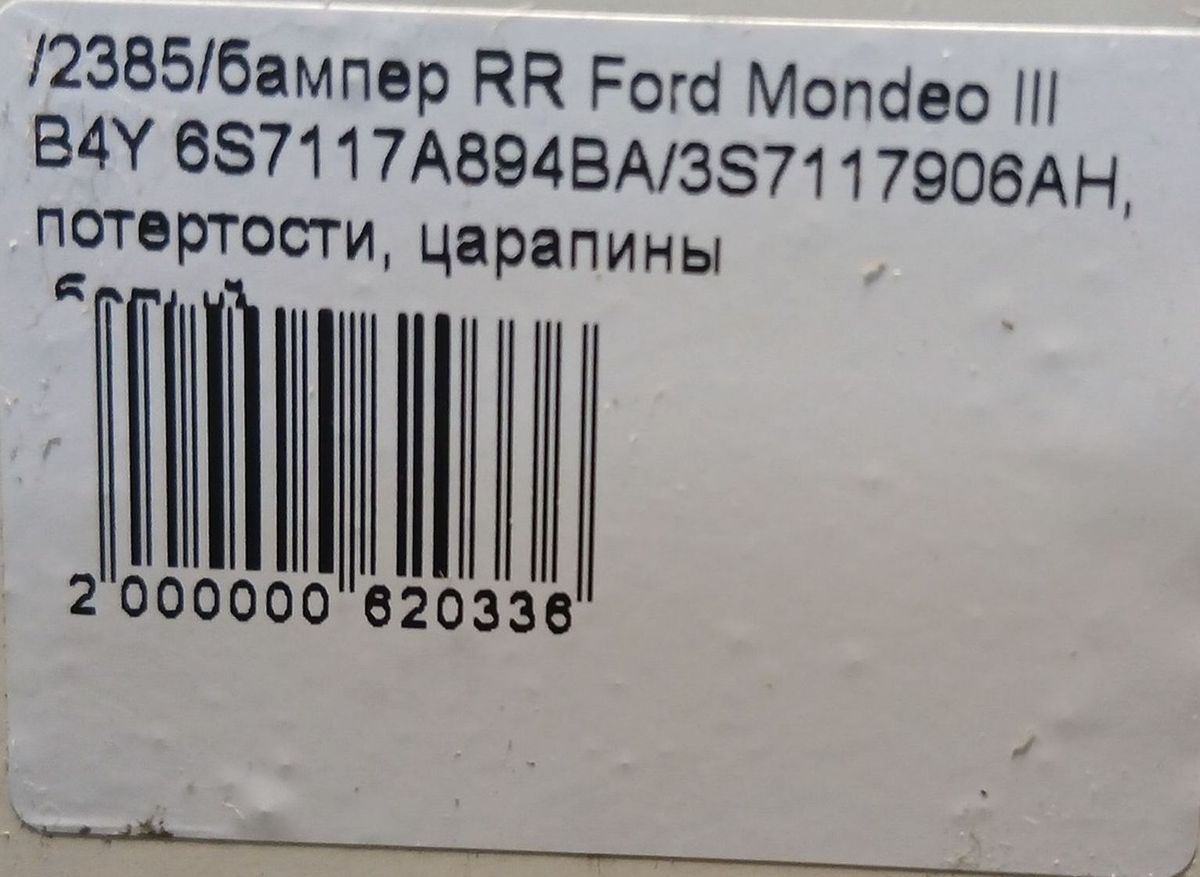 /2385/бампер RR Ford Mondeo III
B4Y 6S7117A894BA/3S7117906AH,
потертости, царапины
2 000000 620336